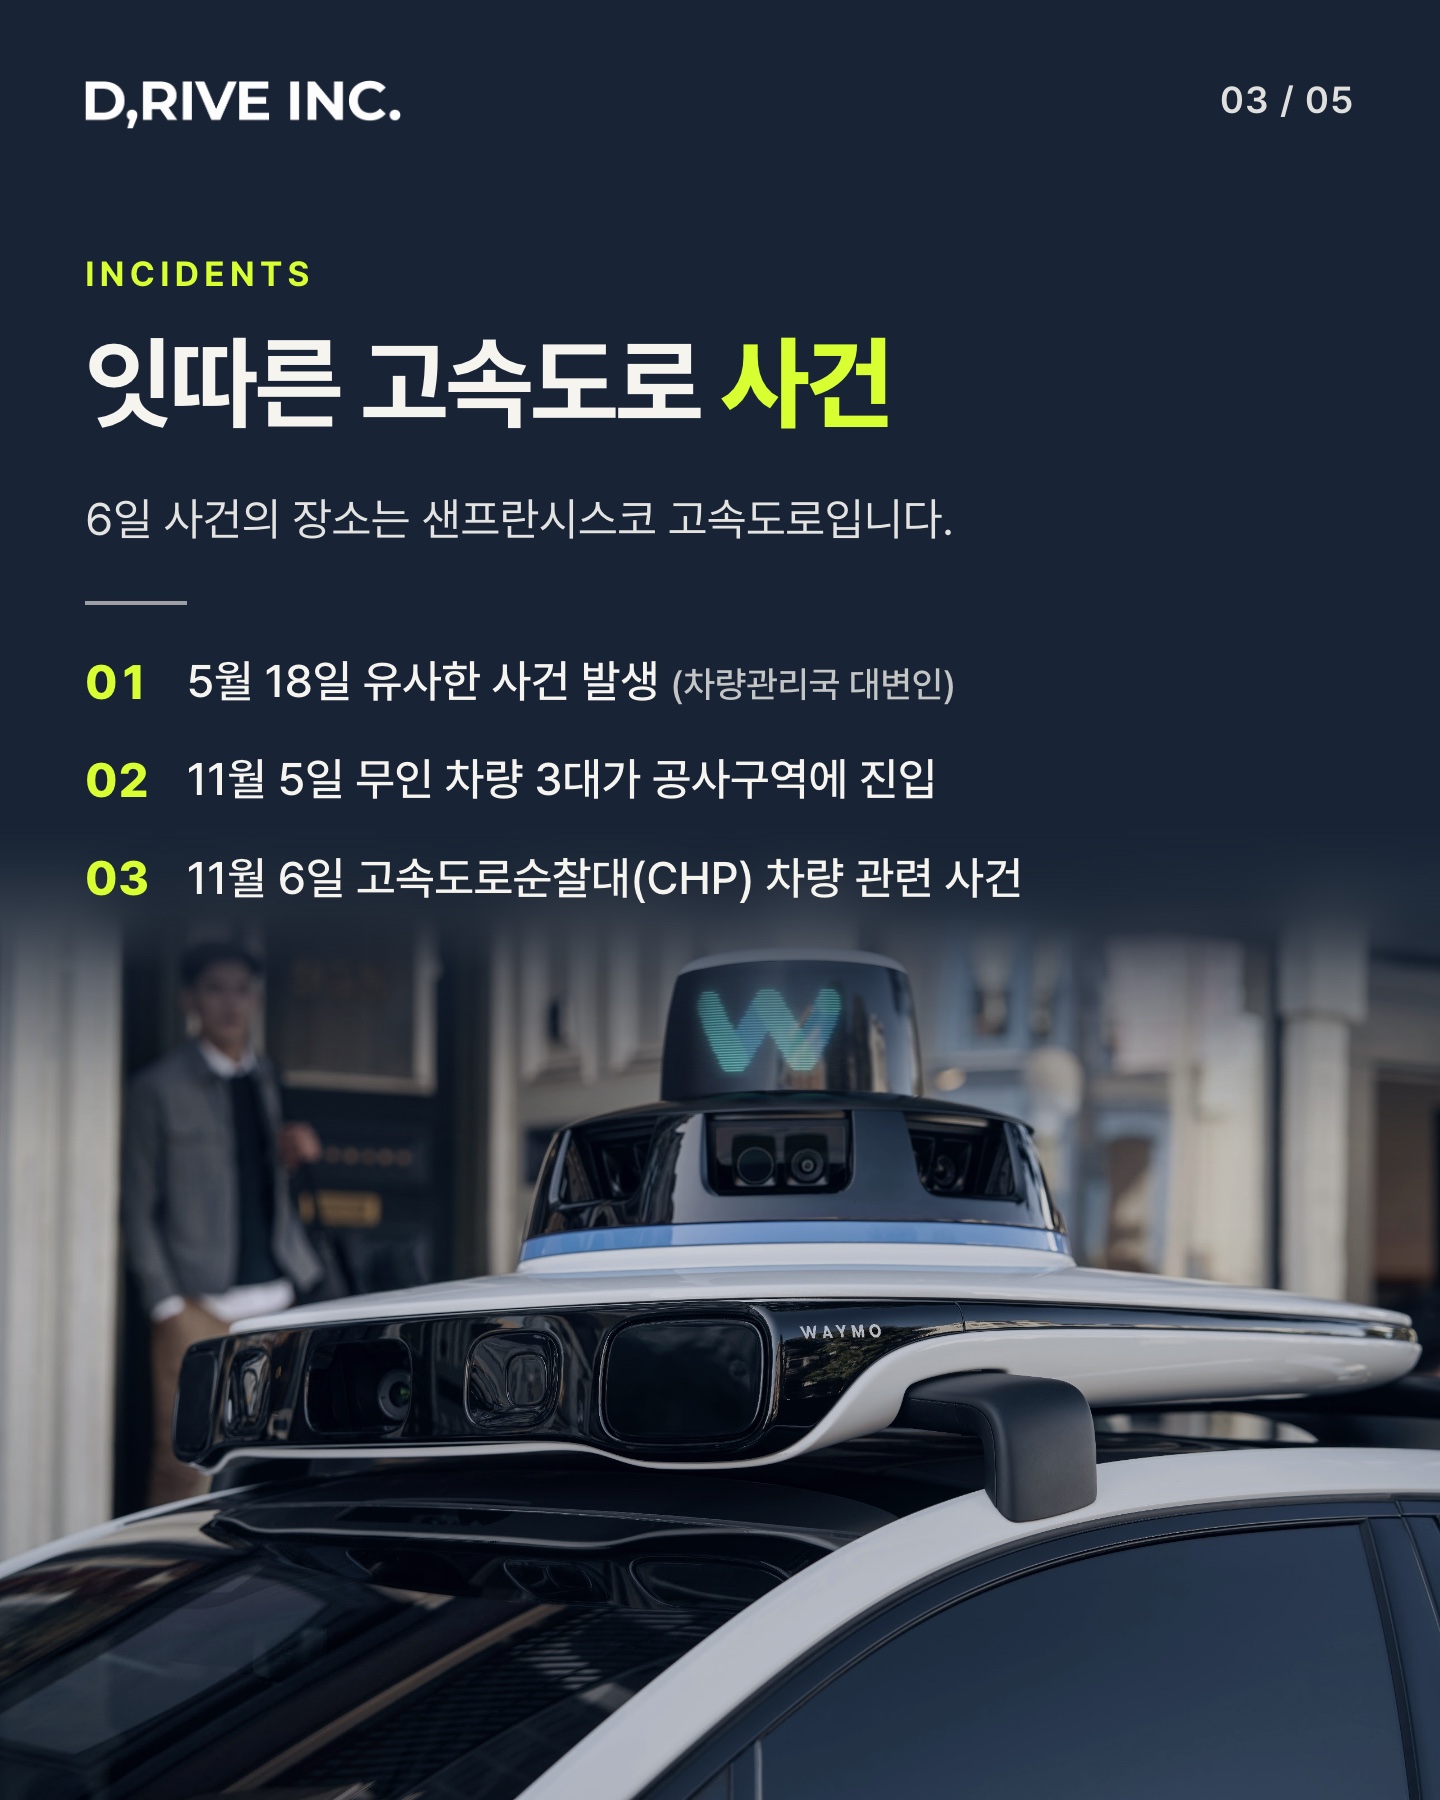 D,RIVE INC.
03 / 05
INCIDENTS
잇따른 고속도로 사건
6일 사건의 장소는 샌프란시스코 고속도로입니다.
01 5월 18일 유사한 사건 발생 (차량관리국 대변인)
02 11월 5일 무인 차량 3대가 공사구역에 진입
03 11월 6일 고속도로순찰대(CHP) 차량 관련 사건
W
WAYMO